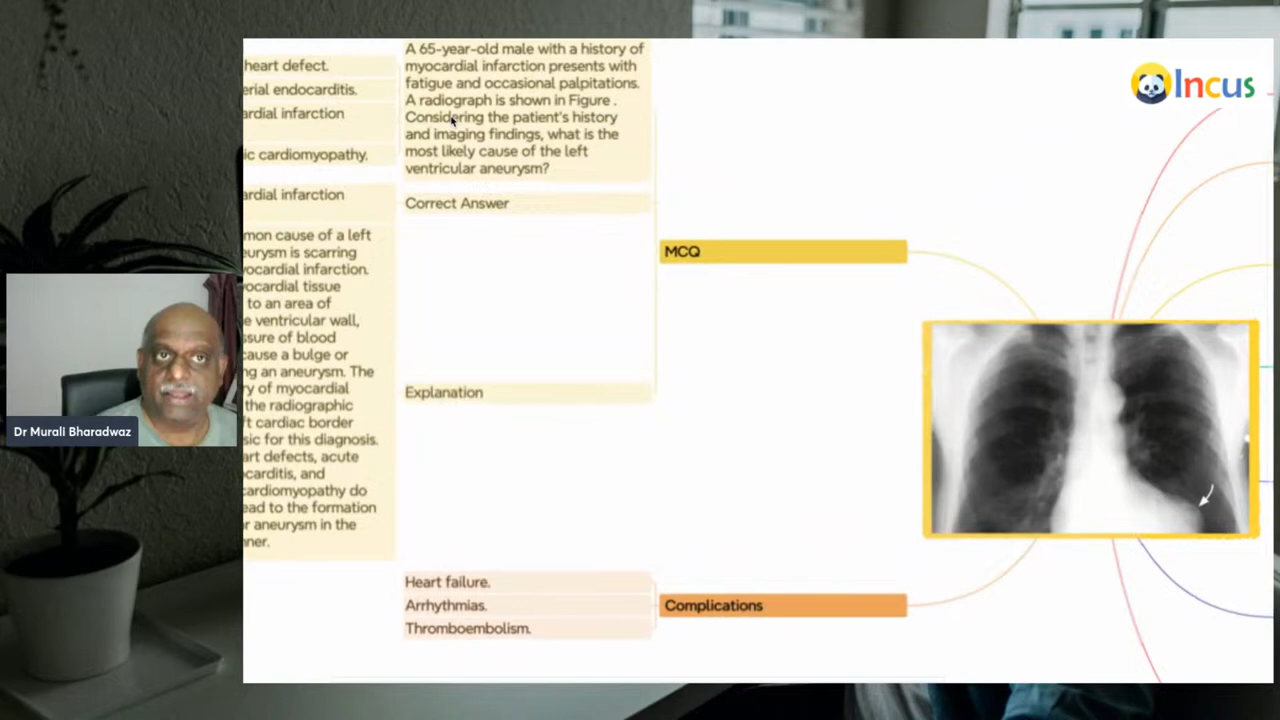 heart defect.
erial endocarditis.
ardial infarction
ic cardiomyopathy.
ardial infarction
mon cause of a left
eurysm is scarring
yocardial infarction.
yocardial tissue
to an area of
e ventricular wall,
ssure of blood
cause a bulge or
ng an aneurysm. The
ry of myocardial
the radiographic
ft cardiac border
sic for this diagnosis.
art defects, acute
carditis, and
cardiomyopathy do
ead to the formation
r aneurysm in the
nner.
A 65-year-old male with a history of
myocardial infarction presents with
fatigue and occasional palpitations.
A radiograph is shown in Figure .
Considering the patient's history
and imaging findings, what is the
most likely cause of the left
ventricular aneurysm?
Correct Answer
Explanation
MCQ
Heart failure.
Arrhythmias.
Thromboembolism.
Complications
Incus
Dr Murali Bharadwaz